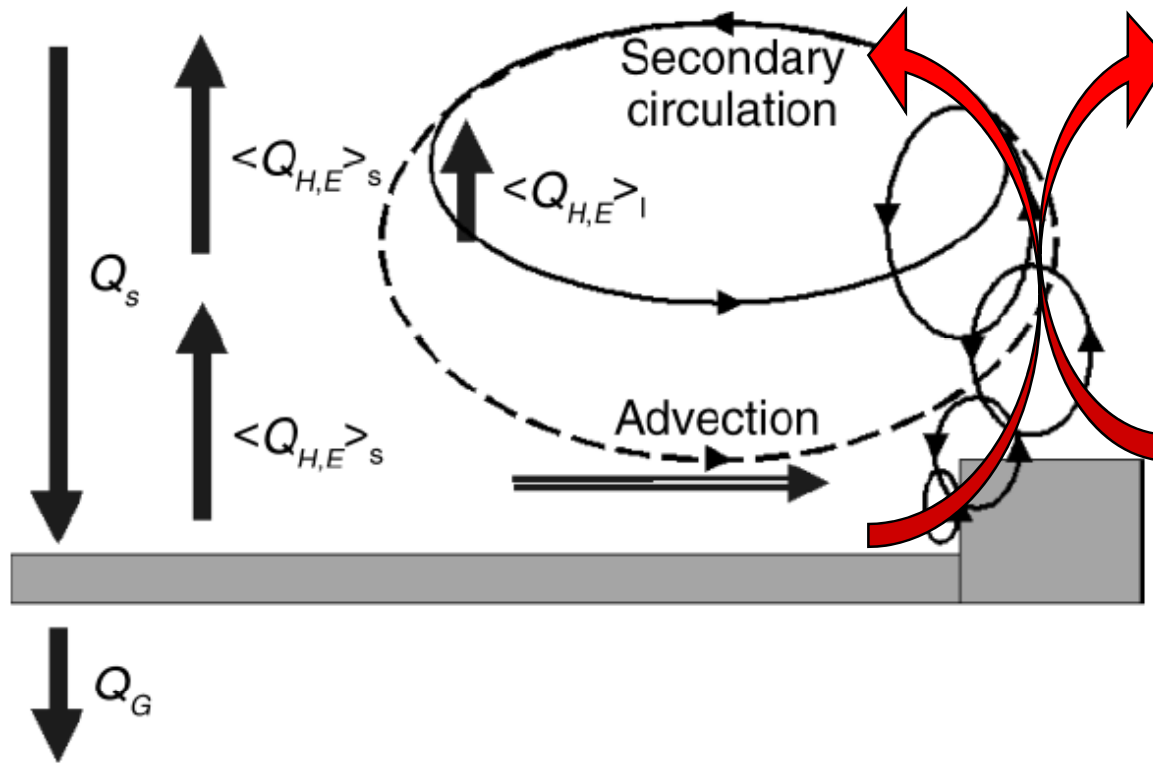 Secondary
circulation
<Q_{H,E}>_s
<Q_{H,E}>_l
Q_s
Advection
<Q_{H,E}>_s
Q_G